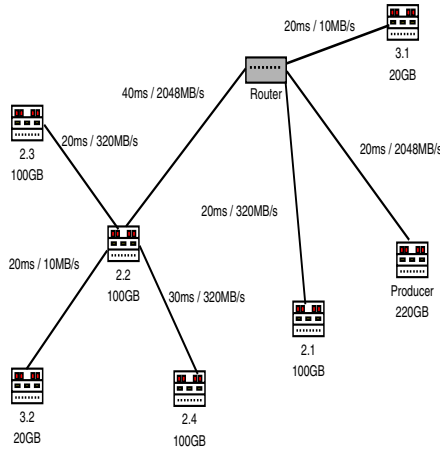 20ms / 10MB/s
3.1
20GB
Router
40ms / 2048MB/s
20ms / 320MB/s
2.3
100GB
20ms / 2048MB/s
20ms / 320MB/s
2.2
100GB
20ms / 10MB/s
30ms / 320MB/s
Producer
220GB
2.1
100GB
3.2
20GB
2.4
100GB